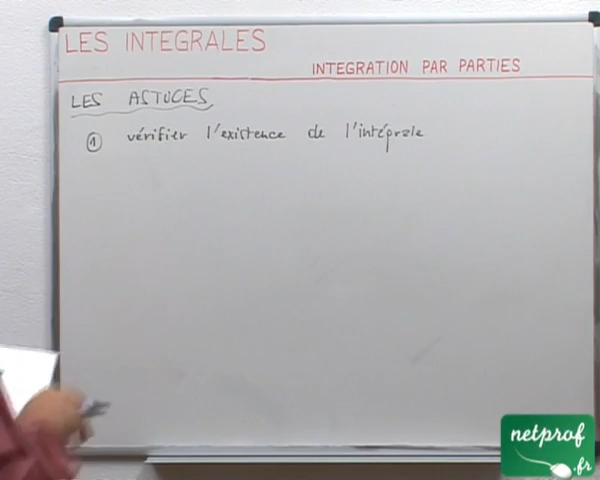 LES INTEGRALES
INTEGRATION PAR PARTIES
LES ASTUCES
① vérifier l'existence de l'intégrale
netprof
.fr